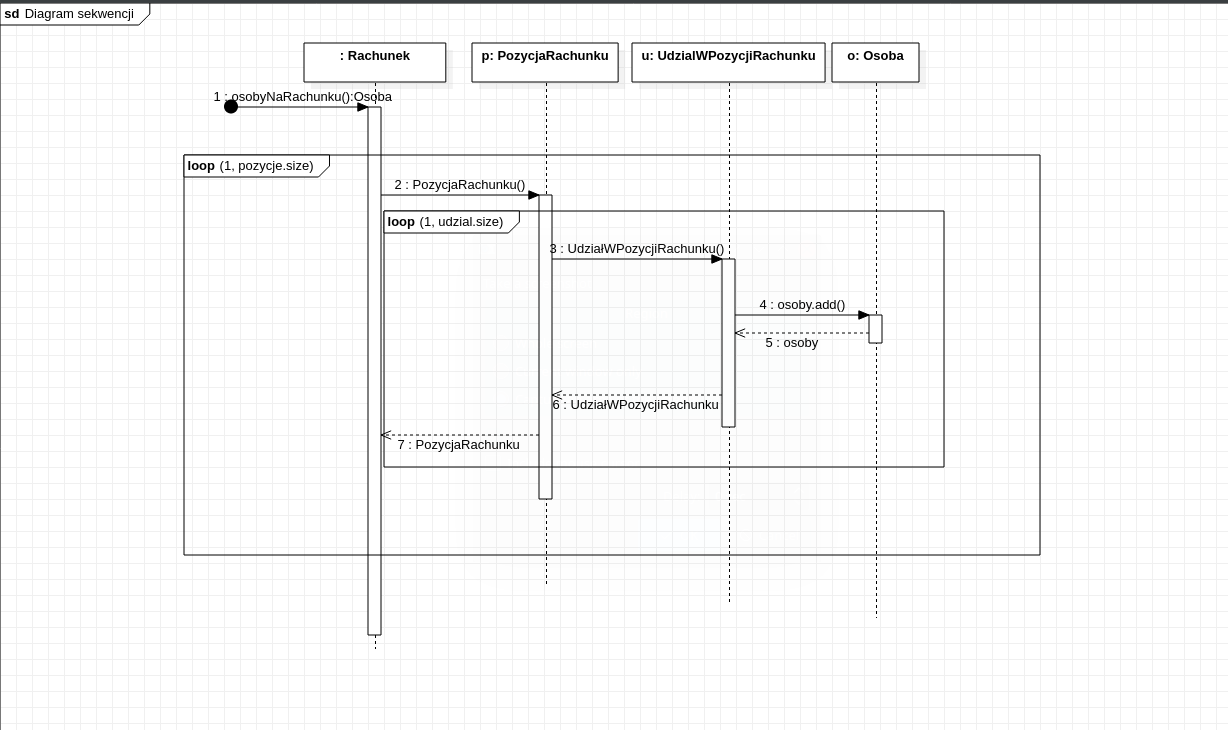 sd Diagram sekwencji
: Rachunek
p: PozycjaRachunku
u: UdzialWPozycjiRachunku
o: Osoba
1 : osobyNaRachunku():Osoba
loop (1, pozycje.size)
2 : PozycjaRachunku()
loop (1, udzial.size)
3 : UdziałWPozycjiRachunku()
4 : osoby.add()
5 : osoby
6 : UdziałWPozycjiRachunku
7 : PozycjaRachunku